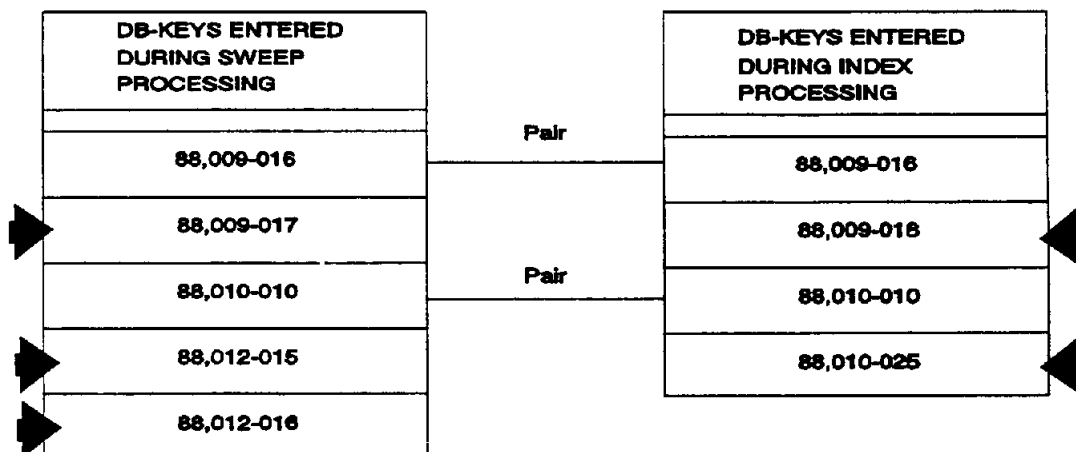 DB-KEYS ENTERED
DURING SWEEP
PROCESSING
88,009-016
88,009-017
88,010-010
88,012-015
88,012-016
Pair
Pair
DB-KEYS ENTERED
DURING INDEX
PROCESSING
88,009-016
88,009-018
88,010-010
88,010-025